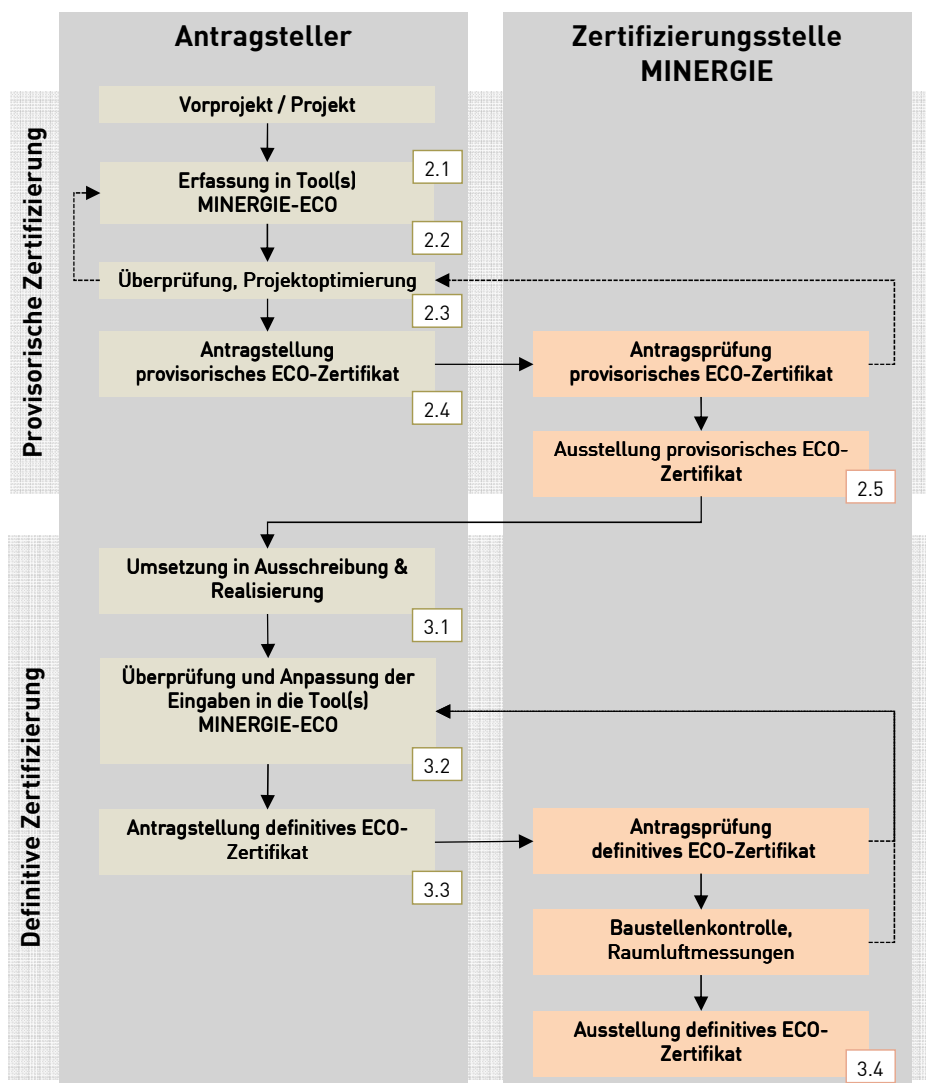 Antragsteller
Zertifizierungsstelle
MINERGIE
Provisorische Zertifizierung
Vorprojekt / Projekt
2.1
Erfassung in Tool(s)
MINERGIE-ECO
2.2
Überprüfung, Projektoptimierung
2.3
Antragstellung
provisorisches ECO-Zertifikat
2.4
Antragsprüfung
provisorisches ECO-Zertifikat
Ausstellung provisorisches ECO-
Zertifikat
2.5
Definitive Zertifizierung
Umsetzung in Ausschreibung &
Realisierung
3.1
Überprüfung und Anpassung der
Eingaben in die Tool(s)
MINERGIE-ECO
3.2
Antragstellung definitives ECO-
Zertifikat
3.3
Antragsprüfung
definitives ECO-Zertifikat
Baustellenkontrolle,
Raumluftmessungen
Ausstellung definitives ECO-
Zertifikat
3.4